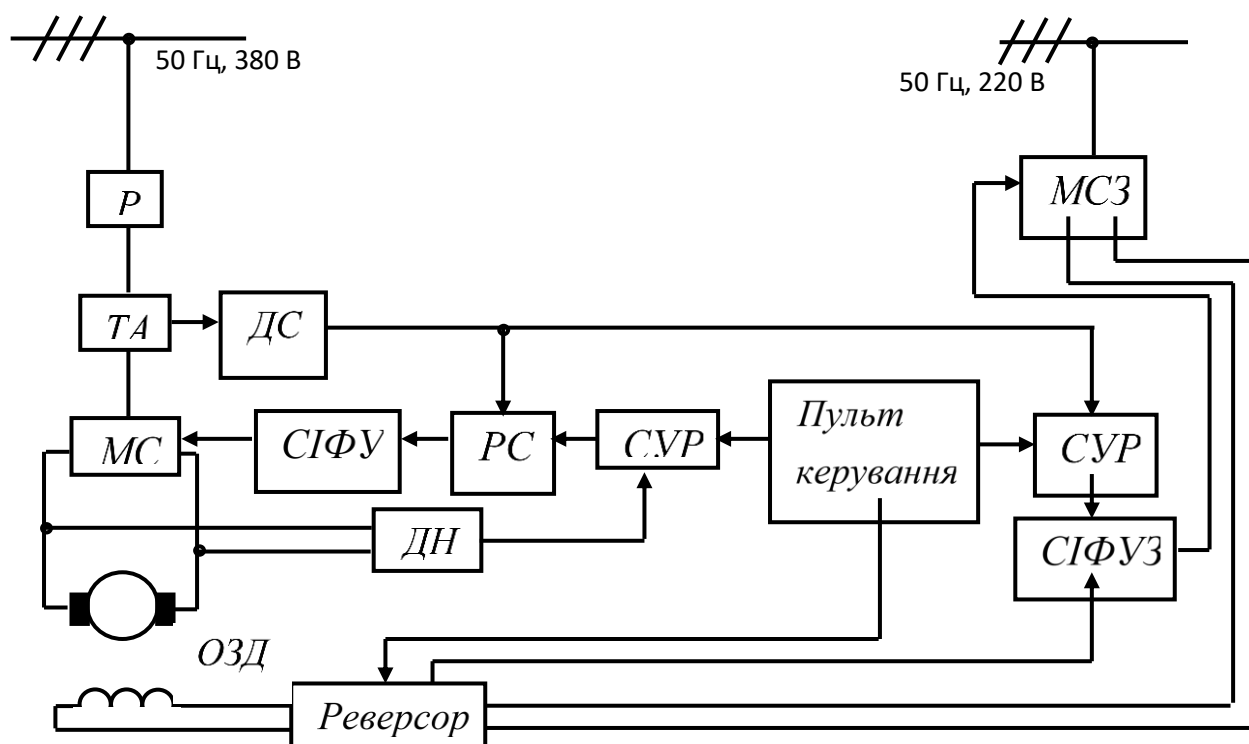 50 Гц, 380 В
50 Гц, 220 В
Р
МСЗ
ТА
ДС
МС
СІФУ
РС
СУР
Пульт
керування
СУР
ДН
СІФУЗ
ОЗД
Реверсор